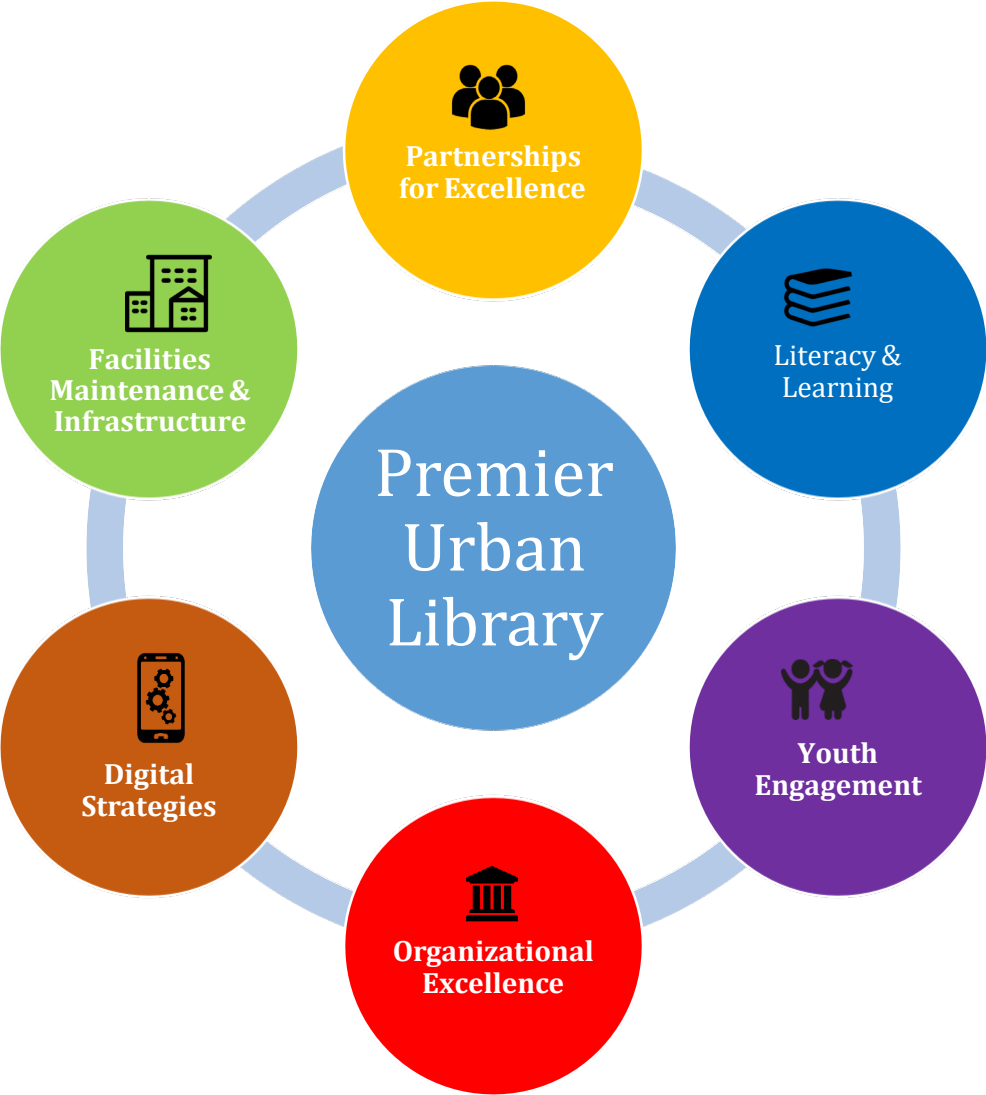 Partnerships
for Excellence
Literacy &
Learning
Youth
Engagement
Organizational
Excellence
Digital
Strategies
Facilities
Maintenance &
Infrastructure
Premier
Urban
Library